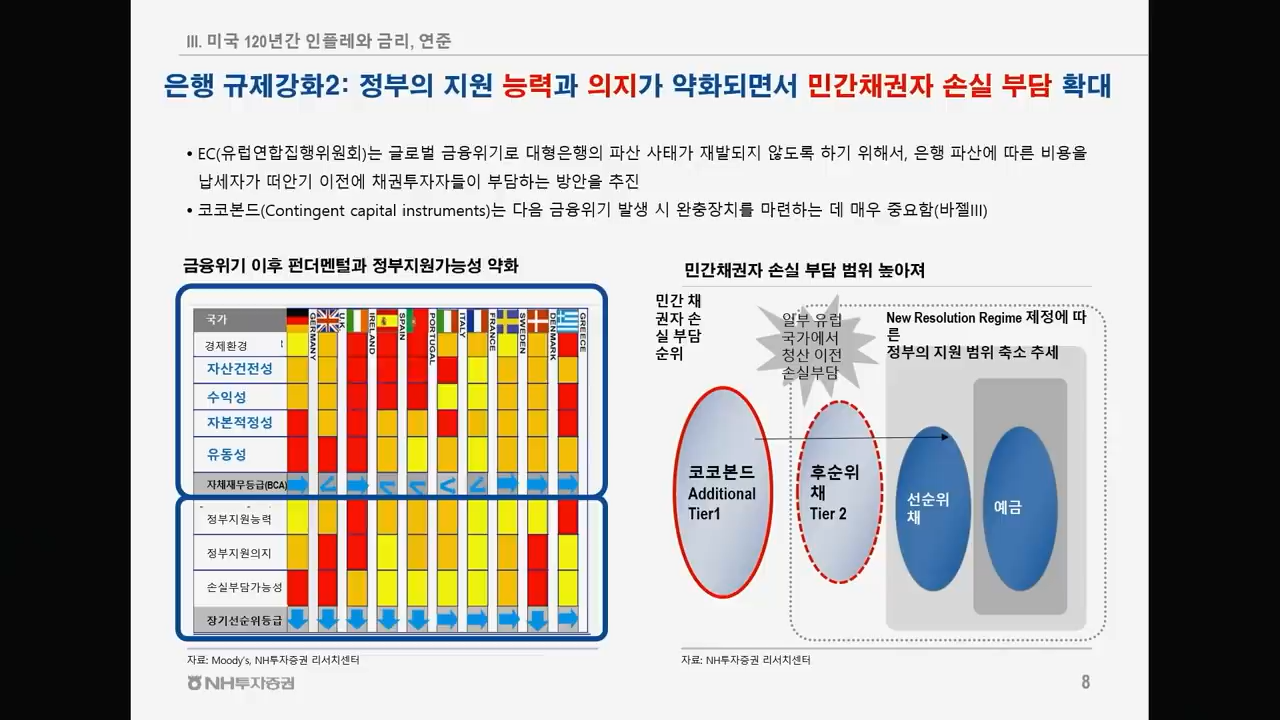 III. 미국 120년간 인플레와 금리, 연준
은행 규제강화2: 정부의 지원 능력과 의지가 약화되면서 민간채권자 손실 부담 확대
• EC(유럽연합집행위원회)는 글로벌 금융위기로 대형은행의 파산 사태가 재발되지 않도록 하기 위해서, 은행 파산에 따른 비용을
납세자가 떠안기 이전에 채권투자자들이 부담하는 방안을 추진
• 코코본드(Contingent capital instruments)는 다음 금융위기 발생 시 완충장치를 마련하는 데 매우 중요함(바젤III)
금융위기 이후 펀더멘털과 정부지원가능성 약화
국가
GERMANY
U.K
IRELAND
SPAIN
PORTUGAL
ITALY
FRANCE
SWEDEN
DENMARK
GREECE
경제환경
자산건전성
수익성
자본적정성
유동성
자체재무등급(BCA)
정부지원능력
정부지원의지
손실부담가능성
장기선순위등급
자료: Moody's, NH투자증권 리서치센터
민간채권자 손실 부담 범위 높아져
민간 채
권자 손
실 부담
순위
일부 유럽
국가에서
청산 이전
손실부담
New Resolution Regime 제정에 따
른
정부의 지원 범위 축소 추세
코코본드
Additional
Tier1
후순위
채
Tier 2
선순위
채
예금
자료: NH투자증권 리서치센터
NH투자증권
8